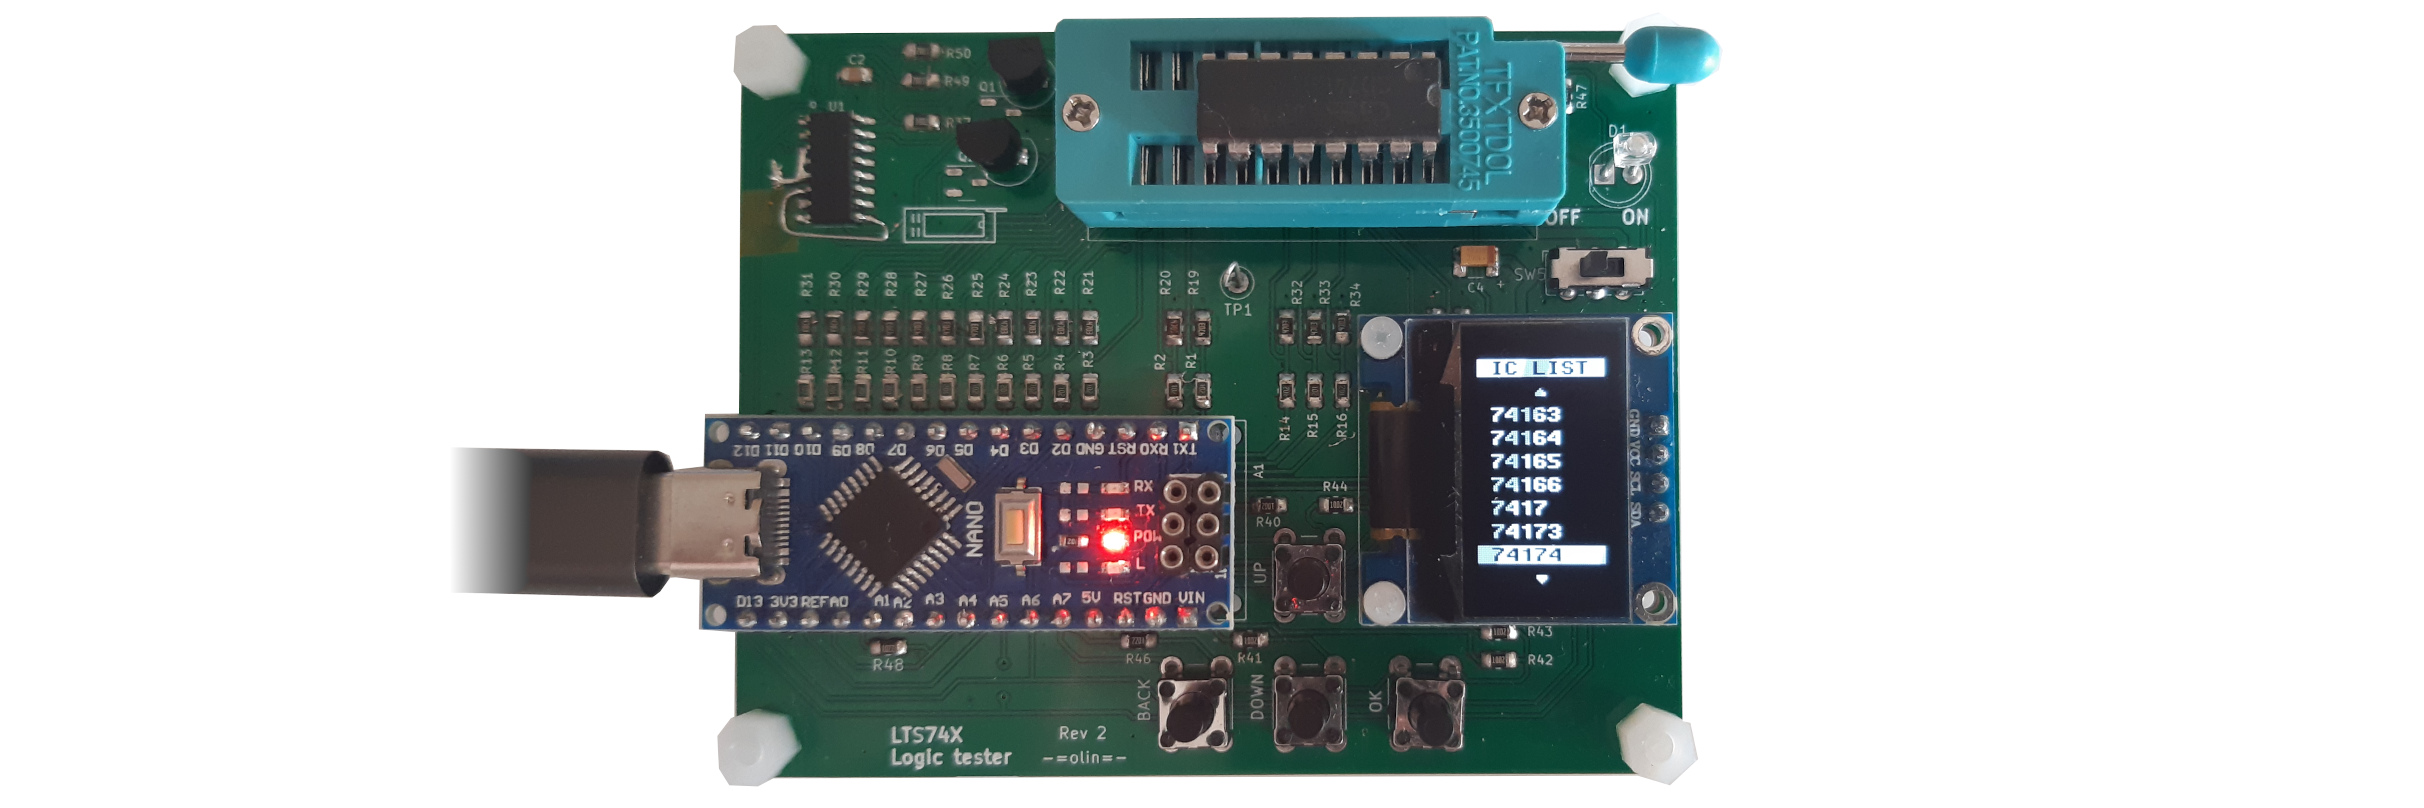 R50
C2
R49
Q1
U1
R37
TFXTDOL
PAT.NO.3500745
R47
D1
OFF
ON
SW5
C4 +
R31
R30
R29
R28
R27
R26
R25
R24
R23
R22
R21
R20
R19
TP1
R32
R33
R34
R13
R12
R11
R10
R9
R8
R7
R6
R5
R4
R3
R2
R1
R14
R15
R16
IC LIST
74163
74164
74165
74166
7417
74173
74174
GND VCC SCL SDA
D12 D11 D10 D9 D8 D7 D6 D5 D4 D3 D2 GND RST RX0 TX1
A1
RX
TX
POW
L
NANO
D13 3V3 REF A0 A1 A2 A3 A4 A5 A6 A7 5V RST GND VIN
R44
R40
UP
R48
R46
R41
R43
R42
BACK
DOWN
OK
LTS74X
Logic tester
Rev 2
-=olin=-